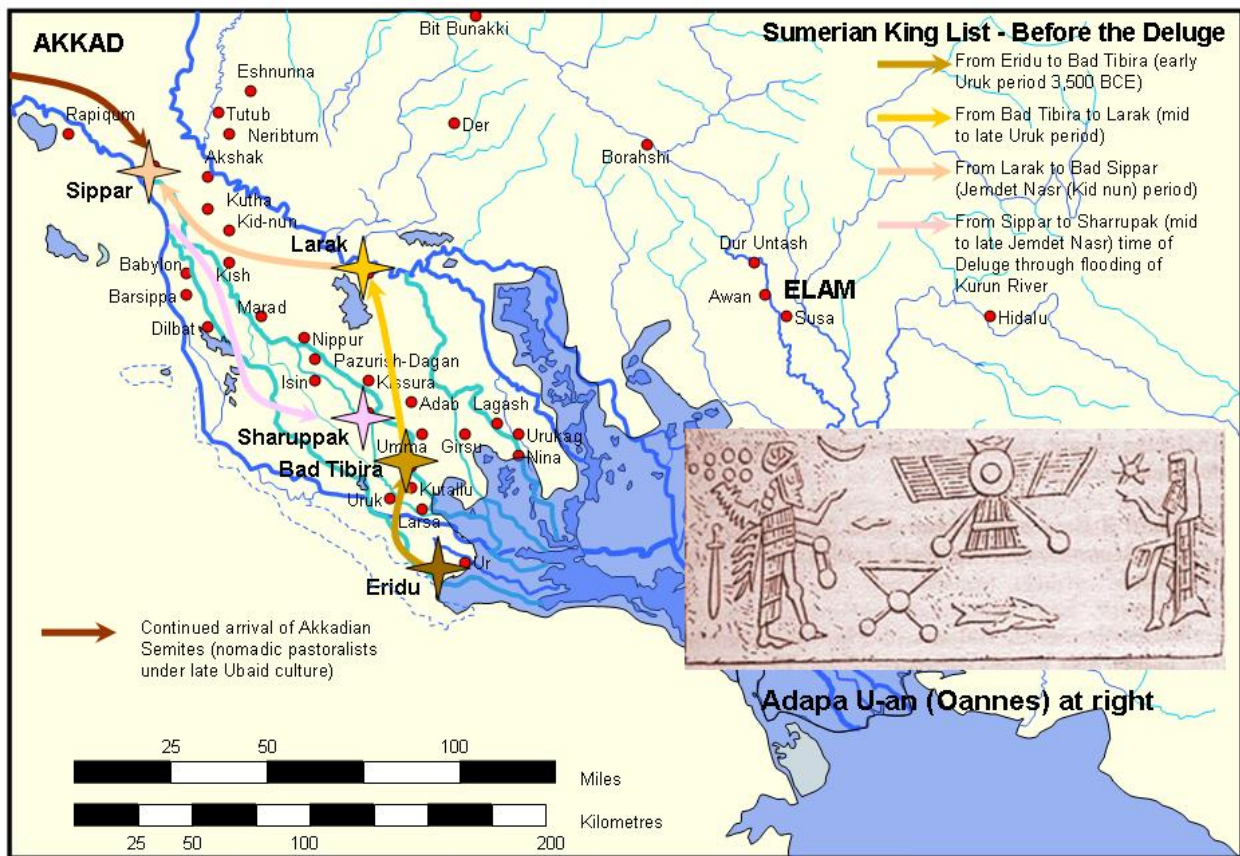 AKKAD
Bit Bunakki
Sumerian King List - Before the Deluge
From Eridu to Bad Tibira (early
Uruk period 3,500 BCE)
From Bad Tibira to Larak (mid
to late Uruk period)
From Larak to Bad Sippar
(Jemdet Nasr (Kid nun) period)
From Sippar to Sharrupak (mid
to late Jemdet Nasr) time of
Deluge through flooding of
Kurun River
Eshnunna
Rapiqum
Tutub
Neribtum
Der
Borahshi
Akshak
Sippar
Kutha
Kid-nun
Larak
Dur Untash
Babylon
Kish
Barsippa
Marad
Awan
ELAM
Susa
Hidalu
Dilbat
Nippur
Pazurish-Dagan
Isin
Kissura
Adab
Lagash
Sharuppak
Umma
Girsu
Urukag
Bad Tibira
Nina
Uruk
Kutallu
Larsa
Ur
Eridu
Continued arrival of Akkadian
Semites (nomadic pastoralists
under late Ubaid culture)
Adapa U-an (Oannes) at right
25 50 100
Miles
Kilometres
25 50 100 200